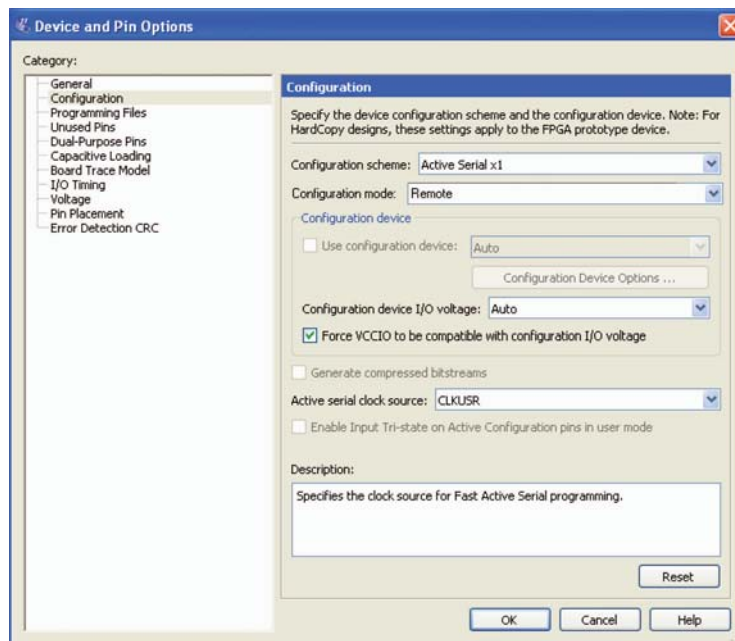 Device and Pin Options
Category:
General
Configuration
Programming Files
Unused Pins
Dual-Purpose Pins
Capacitive Loading
Board Trace Model
I/O Timing
Voltage
Pin Placement
Error Detection CRC
Configuration
Specify the device configuration scheme and the configuration device. Note: For
HardCopy designs, these settings apply to the FPGA prototype device.
Configuration scheme: Active Serial x1
Configuration mode: Remote
Configuration device
Use configuration device: Auto
Configuration Device Options ...
Configuration device I/O voltage: Auto
Force VCCIO to be compatible with configuration I/O voltage
Generate compressed bitstreams
Active serial clock source: CLKUSR
Enable Input Tri-state on Active Configuration pins in user mode
Description:
Specifies the clock source for Fast Active Serial programming.
Reset
OK Cancel Help